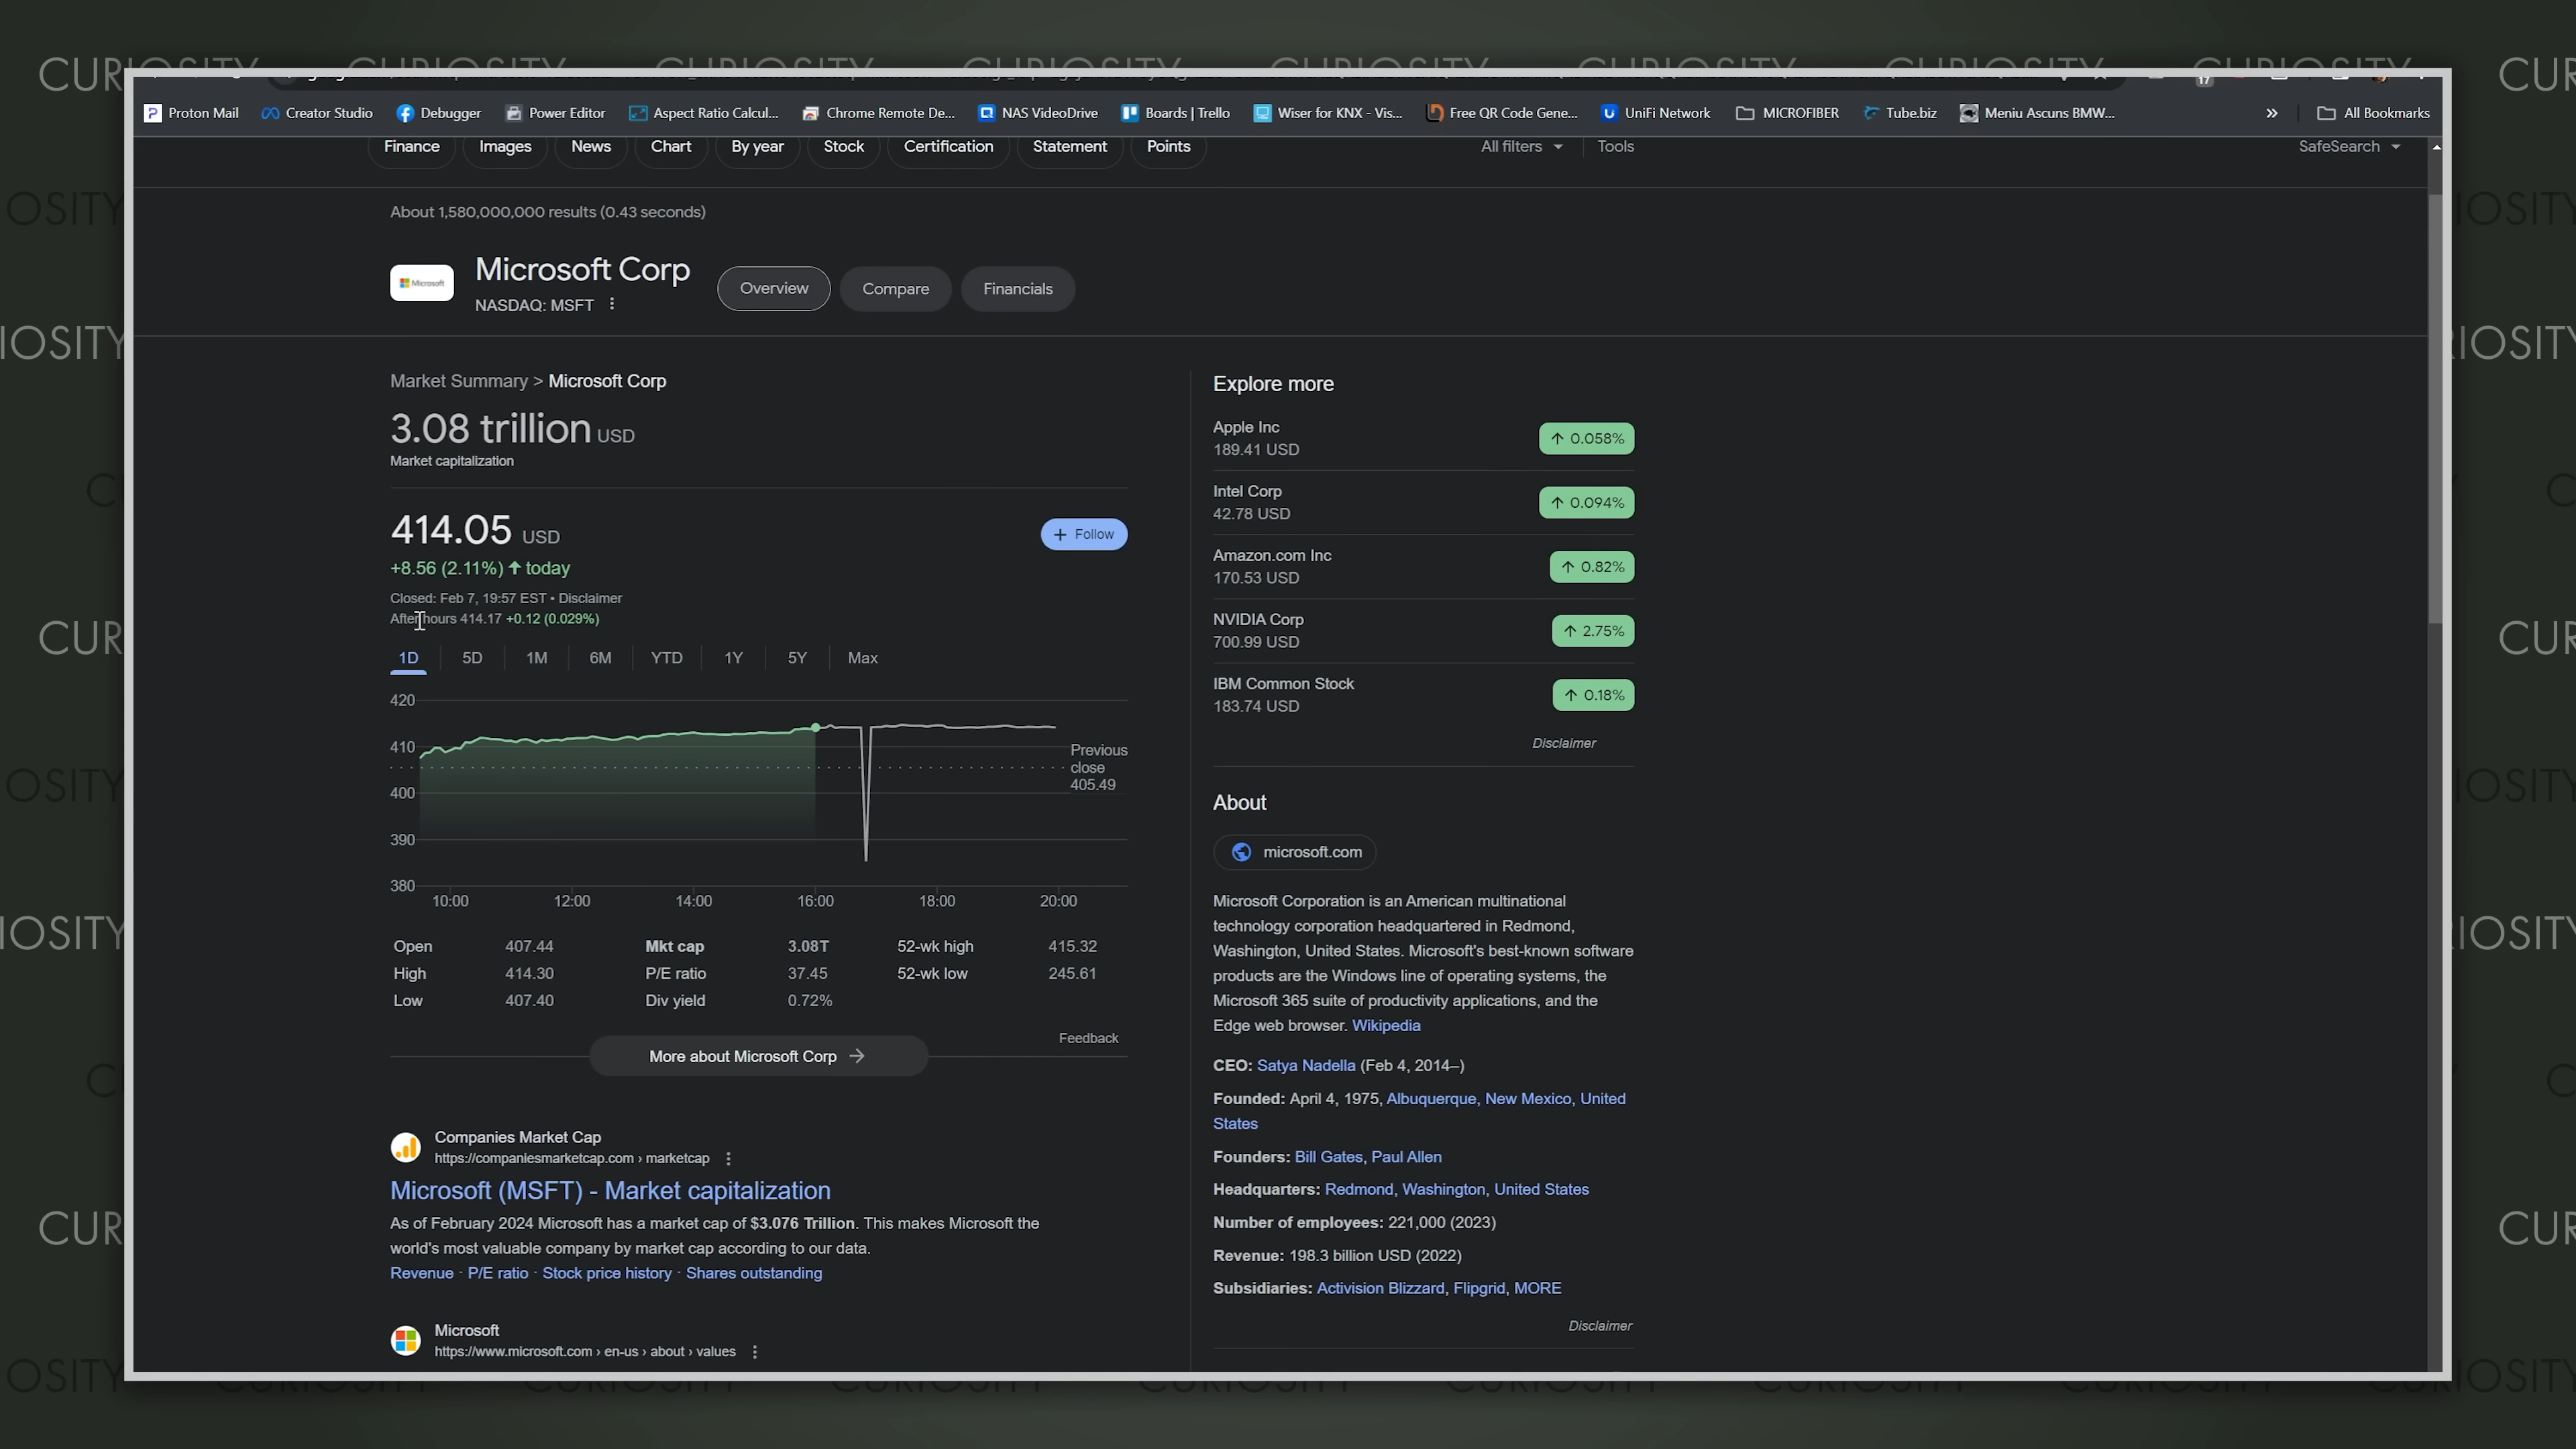 CURIOSITY CURIOSITY CURIOSITY CURIOSITY CURIOSITY CURIOSITY CURIOSITY CURIOSITY
17
Proton Mail Creator Studio Debugger Power Editor Aspect Ratio Calcul... Chrome Remote De... NAS VideoDrive Boards | Trello Wiser for KNX - Vis... Free QR Code Gene... UniFi Network MICROFIBER Tube.biz Meniu Ascuns BMW... » All Bookmarks
Finance Images News Chart By year Stock Certification Statement Points All filters Tools SafeSearch
About 1,580,000,000 results (0.43 seconds)
Microsoft
Microsoft Corp
NASDAQ: MSFT
Overview Compare Financials
Market Summary > Microsoft Corp
3.08 trillion USD
Market capitalization
414.05 USD
+ Follow
+8.56 (2.11%) ↑ today
Closed: Feb 7, 19:57 EST • Disclaimer
After hours 414.17 +0.12 (0.029%)
1D 5D 1M 6M YTD 1Y 5Y Max
420
410
400
390
380
Previous
close
405.49
10:00 12:00 14:00 16:00 18:00 20:00
Open 407.44 Mkt cap 3.08T 52-wk high 415.32
High 414.30 P/E ratio 37.45 52-wk low 245.61
Low 407.40 Div yield 0.72%
Feedback
More about Microsoft Corp →
Companies Market Cap
https://companiesmarketcap.com › marketcap
Microsoft (MSFT) - Market capitalization
As of February 2024 Microsoft has a market cap of $3.076 Trillion. This makes Microsoft the
world's most valuable company by market cap according to our data.
Revenue · P/E ratio · Stock price history · Shares outstanding
Microsoft
https://www.microsoft.com › en-us › about › values
Explore more
Apple Inc
189.41 USD
↑ 0.058%
Intel Corp
42.78 USD
↑ 0.094%
Amazon.com Inc
170.53 USD
↑ 0.82%
NVIDIA Corp
700.99 USD
↑ 2.75%
IBM Common Stock
183.74 USD
↑ 0.18%
Disclaimer
About
microsoft.com
Microsoft Corporation is an American multinational
technology corporation headquartered in Redmond,
Washington, United States. Microsoft's best-known software
products are the Windows line of operating systems, the
Microsoft 365 suite of productivity applications, and the
Edge web browser. Wikipedia
CEO: Satya Nadella (Feb 4, 2014–)
Founded: April 4, 1975, Albuquerque, New Mexico, United
States
Founders: Bill Gates, Paul Allen
Headquarters: Redmond, Washington, United States
Number of employees: 221,000 (2023)
Revenue: 198.3 billion USD (2022)
Subsidiaries: Activision Blizzard, Flipgrid, MORE
Disclaimer